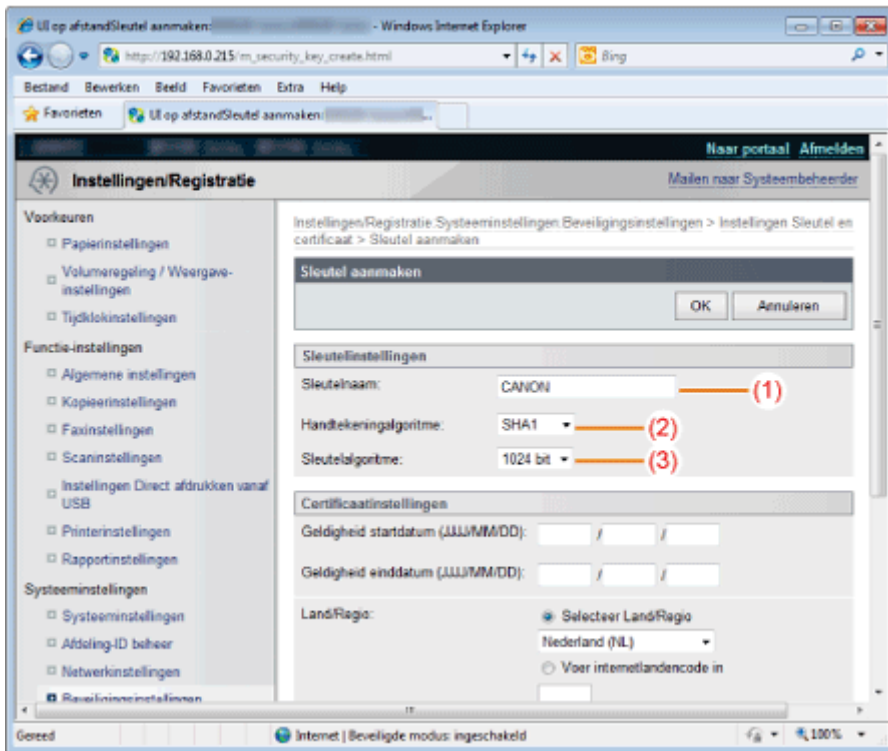 UI op afstandSleutel aanmaken: - Windows Internet Explorer
http://192.168.0.215/m_security_key_create.html
Bing
Bestand Bewerken Beeld Favorieten Extra Help
Favorieten
UI op afstandSleutel aanmaken: ...
Naar portaal Afmelden
Instellingen/Registratie
Mailen naar Systeembeheerder
Voorkeuren
Papierinstellingen
Volumeregeling / Weergave-
instellingen
Tijdklokinstellingen
Functie-instellingen
Algemene instellingen
Kopieerinstellingen
Faxinstellingen
Scaninstellingen
Instellingen Direct afdrukken vanaf
USB
Printerinstellingen
Rapportinstellingen
Systeeminstellingen
Systeeminstellingen
Afdeling-ID beheer
Netwerkinstellingen
Beveiligingsinstellingen
Instellingen/Registratie:Systeeminstellingen:Beveiligingsinstellingen > Instellingen Sleutel en
certificaat > Sleutel aanmaken
Sleutel aanmaken
OK Annuleren
Sleutelinstellingen
Sleutelnaam: CANON (1)
Handtekeningalgoritme: SHA1 (2)
Sleutelalgoritme: 1024 bit (3)
Certificaatinstellingen
Geldigheid startdatum (JJJJ/MM/DD): / /
Geldigheid einddatum (JJJJ/MM/DD): / /
Land/Regio: Selecteer Land/Regio
Nederland (NL)
Voer internetlandencode in
Gereed
Internet | Beveiligde modus: ingeschakeld
100%